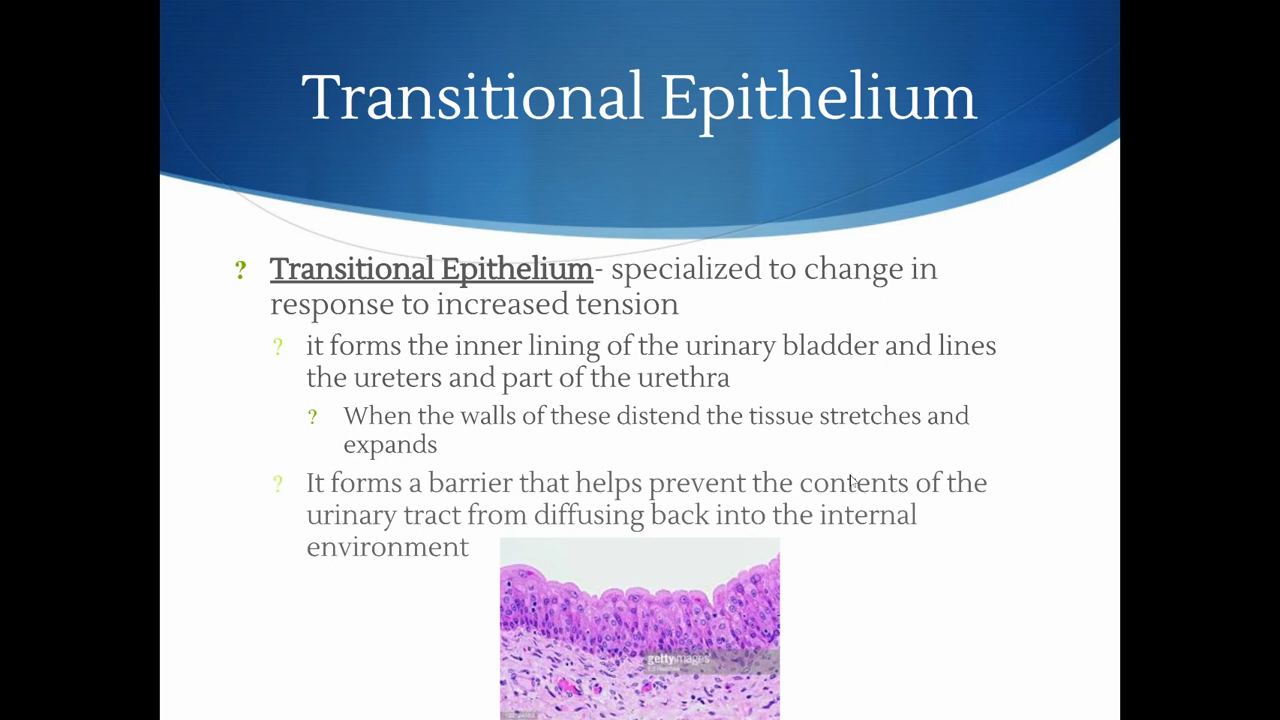 Transitional Epithelium
? Transitional Epithelium- specialized to change in
response to increased tension
? it forms the inner lining of the urinary bladder and lines
the ureters and part of the urethra
? When the walls of these distend the tissue stretches and
expands
? It forms a barrier that helps prevent the contents of the
urinary tract from diffusing back into the internal
environment
gettyimages